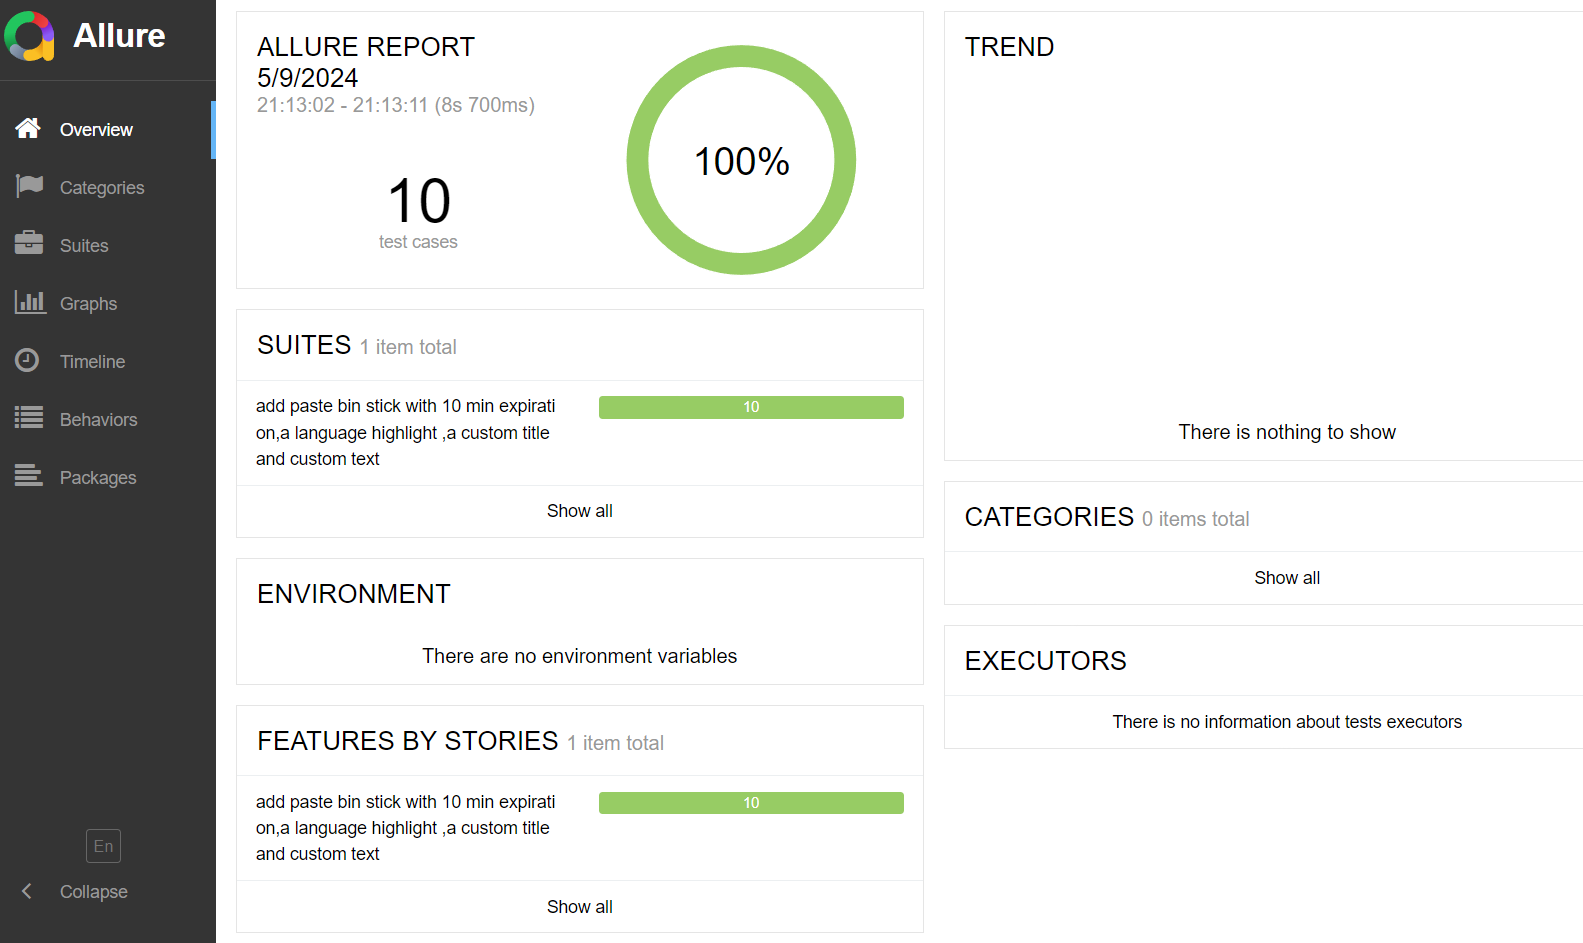 Allure
Overview
Categories
Suites
Graphs
Timeline
Behaviors
Packages
En
Collapse
ALLURE REPORT
5/9/2024
21:13:02 - 21:13:11 (8s 700ms)
10
test cases
100%
SUITES 1 item total
add paste bin stick with 10 min expirati
on,a language highlight ,a custom title
and custom text
10
Show all
ENVIRONMENT
There are no environment variables
FEATURES BY STORIES 1 item total
add paste bin stick with 10 min expirati
on,a language highlight ,a custom title
and custom text
10
Show all
TREND
There is nothing to show
CATEGORIES 0 items total
Show all
EXECUTORS
There is no information about tests executors